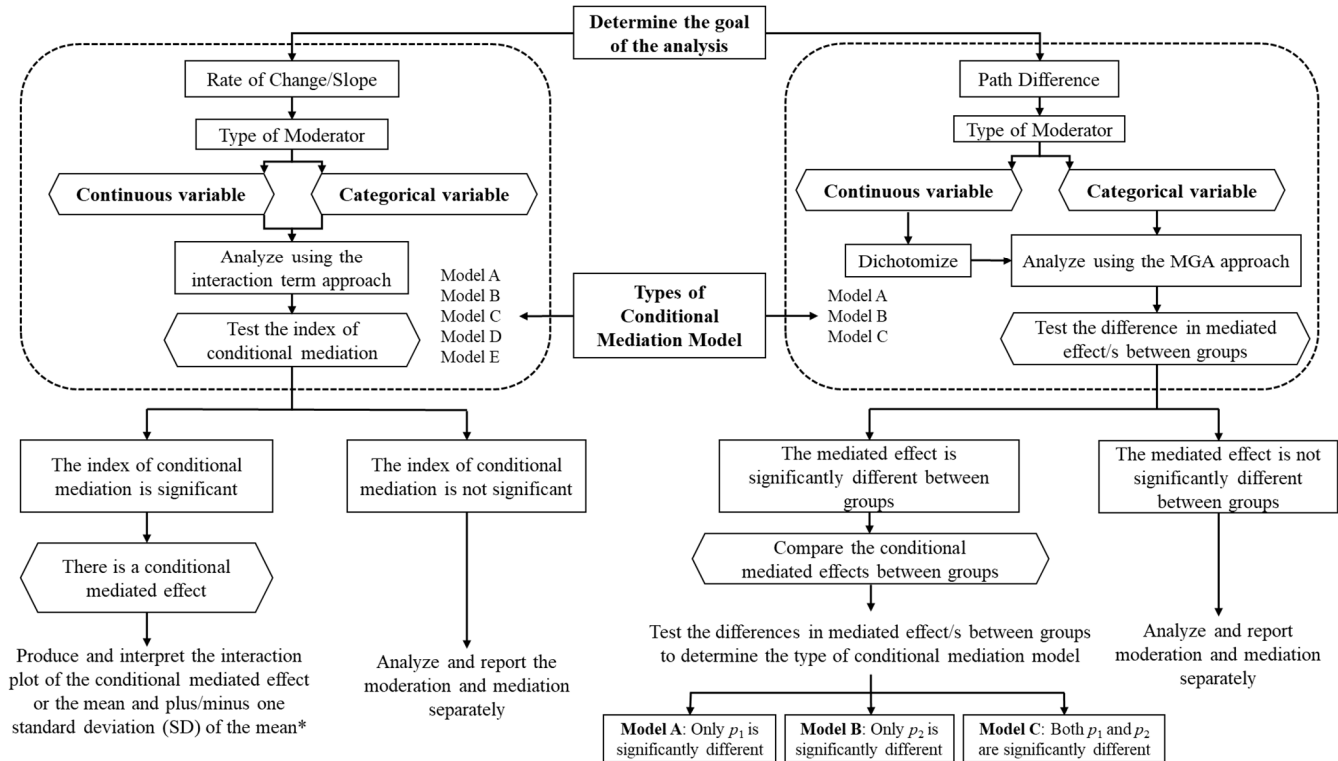 Determine the goal
of the analysis
Rate of Change/Slope
Type of Moderator
Continuous variable
Categorical variable
Analyze using the
interaction term approach
Test the index of
conditional mediation
Model A
Model B
Model C
Model D
Model E
Types of
Conditional
Mediation Model
Path Difference
Type of Moderator
Continuous variable
Categorical variable
Dichotomize
Analyze using the MGA approach
Model A
Model B
Model C
Test the difference in mediated
effect/s between groups
The index of conditional
mediation is significant
The index of conditional
mediation is not significant
There is a conditional
mediated effect
Produce and interpret the interaction
plot of the conditional mediated effect
or the mean and plus/minus one
standard deviation (SD) of the mean*
Analyze and report the
moderation and mediation
separately
The mediated effect is
significantly different between
groups
The mediated effect is not
significantly different
between groups
Compare the conditional
mediated effects between groups
Test the differences in mediated effect/s between groups
to determine the type of conditional mediation model
Analyze and report
moderation and mediation
separately
Model A: Only p₁ is
significantly different
Model B: Only p₂ is
significantly different
Model C: Both p₁ and p₂
are significantly different